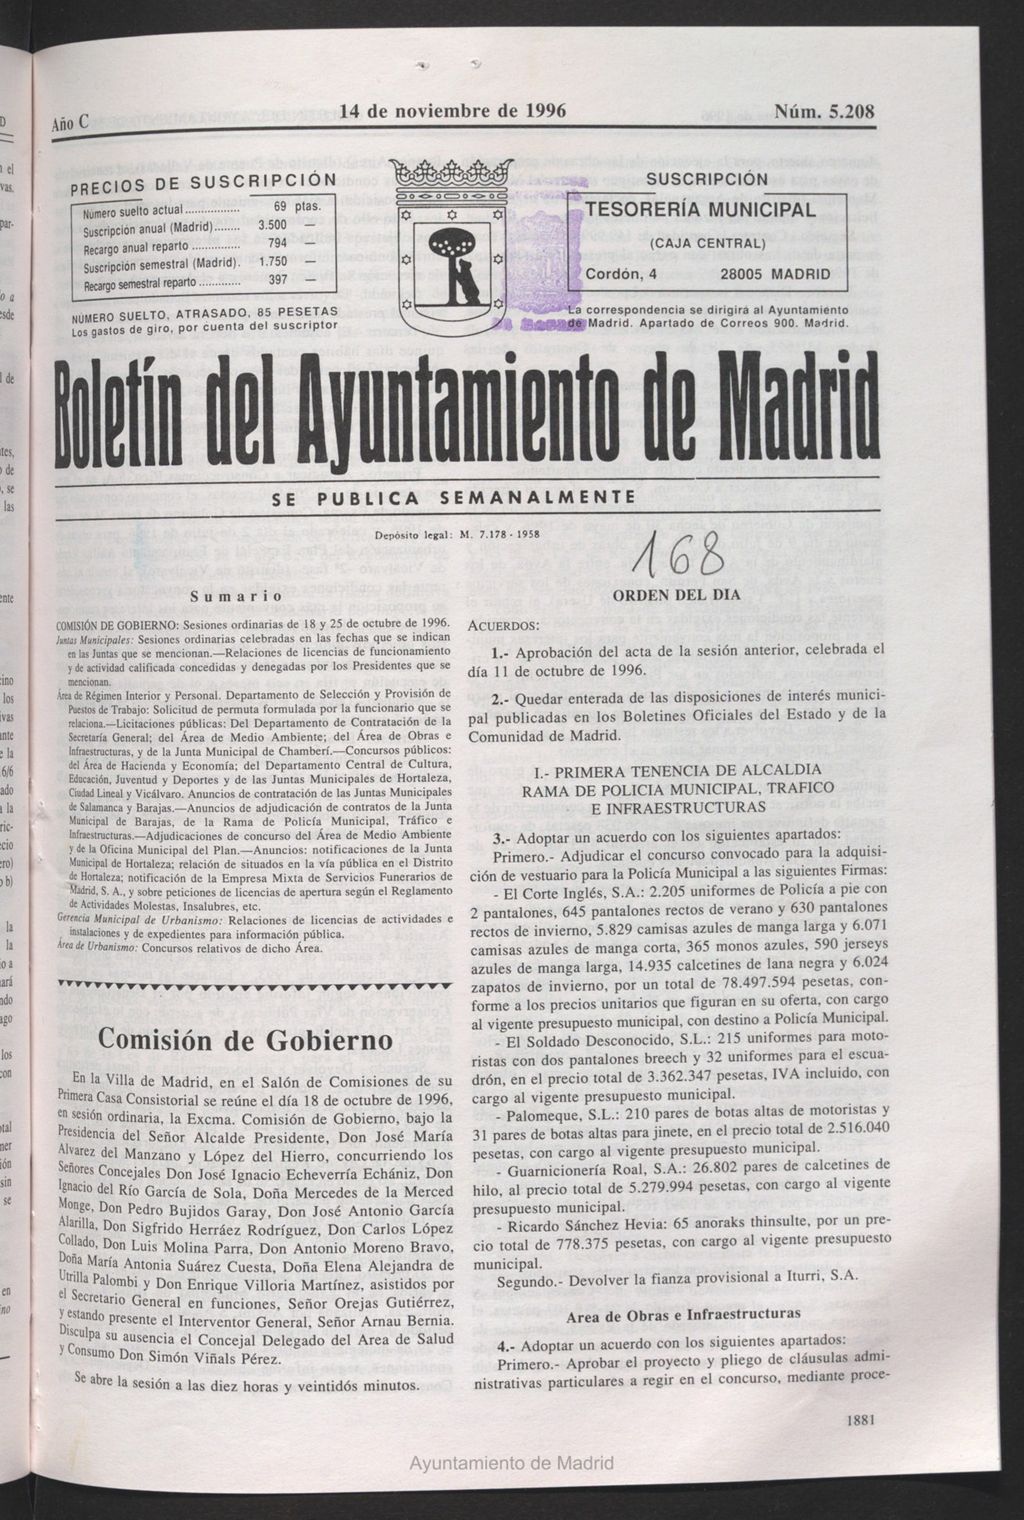 Año C
14 de noviembre de 1996
Núm. 5.208
PRECIOS DE SUSCRIPCIÓN
Número suelto actual ................ 69 ptas.
Suscripción anual (Madrid) ........ 3.500 —
Recargo anual reparto .............. 794 —
Suscripción semestral (Madrid). 1.750 —
Recargo semestral reparto ............. 397 —
NÚMERO SUELTO, ATRASADO, 85 PESETAS
Los gastos de giro, por cuenta del suscriptor
SUSCRIPCIÓN
TESORERÍA MUNICIPAL
(CAJA CENTRAL)
Cordón, 4 28005 MADRID
La correspondencia se dirigirá al Ayuntamiento
de Madrid. Apartado de Correos 900. Madrid.
Boletín del Ayuntamiento de Madrid
SE PUBLICA SEMANALMENTE
Depósito legal: M. 7.178 - 1958
168
Sumario
COMISIÓN DE GOBIERNO: Sesiones ordinarias de 18 y 25 de octubre de 1996.
Juntas Municipales: Sesiones ordinarias celebradas en las fechas que se indican
en las Juntas que se mencionan.—Relaciones de licencias de funcionamiento
y de actividad calificada concedidas y denegadas por los Presidentes que se
mencionan.
Área de Régimen Interior y Personal. Departamento de Selección y Provisión de
Puestos de Trabajo: Solicitud de permuta formulada por la funcionario que se
relaciona.—Licitaciones públicas: Del Departamento de Contratación de la
Secretaría General; del Área de Medio Ambiente; del Área de Obras e
Infraestructuras, y de la Junta Municipal de Chamberí.—Concursos públicos:
del Área de Hacienda y Economía; del Departamento Central de Cultura,
Educación, Juventud y Deportes y de las Juntas Municipales de Hortaleza,
Ciudad Lineal y Vicálvaro. Anuncios de contratación de las Juntas Municipales
de Salamanca y Barajas.—Anuncios de adjudicación de contratos de la Junta
Municipal de Barajas, de la Rama de Policía Municipal, Tráfico e
Infraestructuras.—Adjudicaciones de concurso del Área de Medio Ambiente
y de la Oficina Municipal del Plan.—Anuncios: notificaciones de la Junta
Municipal de Hortaleza; relación de situados en la vía pública en el Distrito
de Hortaleza; notificación de la Empresa Mixta de Servicios Funerarios de
Madrid, S. A., y sobre peticiones de licencias de apertura según el Reglamento
de Actividades Molestas, Insalubres, etc.
Gerencia Municipal de Urbanismo: Relaciones de licencias de actividades e
instalaciones y de expedientes para información pública.
Área de Urbanismo: Concursos relativos de dicho Área.
Comisión de Gobierno
En la Villa de Madrid, en el Salón de Comisiones de su
Primera Casa Consistorial se reúne el día 18 de octubre de 1996,
en sesión ordinaria, la Excma. Comisión de Gobierno, bajo la
Presidencia del Señor Alcalde Presidente, Don José María
Alvarez del Manzano y López del Hierro, concurriendo los
Señores Concejales Don José Ignacio Echeverría Echániz, Don
Ignacio del Río García de Sola, Doña Mercedes de la Merced
Monge, Don Pedro Bujidos Garay, Don José Antonio García
Alarilla, Don Sigfrido Herráez Rodríguez, Don Carlos López
Collado, Don Luis Molina Parra, Don Antonio Moreno Bravo,
Doña María Antonia Suárez Cuesta, Doña Elena Alejandra de
Utrilla Palombi y Don Enrique Villoria Martínez, asistidos por
el Secretario General en funciones, Señor Orejas Gutiérrez,
y estando presente el Interventor General, Señor Arnau Bernia.
Disculpa su ausencia el Concejal Delegado del Area de Salud
y Consumo Don Simón Viñals Pérez.
Se abre la sesión a las diez horas y veintidós minutos.
ORDEN DEL DIA
ACUERDOS:
1.- Aprobación del acta de la sesión anterior, celebrada el
día 11 de octubre de 1996.
2.- Quedar enterada de las disposiciones de interés munici-
pal publicadas en los Boletines Oficiales del Estado y de la
Comunidad de Madrid.
I.- PRIMERA TENENCIA DE ALCALDIA
RAMA DE POLICIA MUNICIPAL, TRAFICO
E INFRAESTRUCTURAS
3.- Adoptar un acuerdo con los siguientes apartados:
Primero.- Adjudicar el concurso convocado para la adquisi-
ción de vestuario para la Policía Municipal a las siguientes Firmas:
- El Corte Inglés, S.A.: 2.205 uniformes de Policía a pie con
2 pantalones, 645 pantalones rectos de verano y 630 pantalones
rectos de invierno, 5.829 camisas azules de manga larga y 6.071
camisas azules de manga corta, 365 monos azules, 590 jerseys
azules de manga larga, 14.935 calcetines de lana negra y 6.024
zapatos de invierno, por un total de 78.497.594 pesetas, con-
forme a los precios unitarios que figuran en su oferta, con cargo
al vigente presupuesto municipal, con destino a Policía Municipal.
- El Soldado Desconocido, S.L.: 215 uniformes para moto-
ristas con dos pantalones breech y 32 uniformes para el escua-
drón, en el precio total de 3.362.347 pesetas, IVA incluido, con
cargo al vigente presupuesto municipal.
- Palomeque, S.L.: 210 pares de botas altas de motoristas y
31 pares de botas altas para jinete, en el precio total de 2.516.040
pesetas, con cargo al vigente presupuesto municipal.
- Guarnicionería Roal, S.A.: 26.802 pares de calcetines de
hilo, al precio total de 5.279.994 pesetas, con cargo al vigente
presupuesto municipal.
- Ricardo Sánchez Hevia: 65 anoraks thinsulte, por un pre-
cio total de 778.375 pesetas, con cargo al vigente presupuesto
municipal.
Segundo.- Devolver la fianza provisional a Iturri, S.A.
Area de Obras e Infraestructuras
4.- Adoptar un acuerdo con los siguientes apartados:
Primero.- Aprobar el proyecto y pliego de cláusulas admi-
nistrativas particulares a regir en el concurso, mediante proce-
1881
Ayuntamiento de Madrid